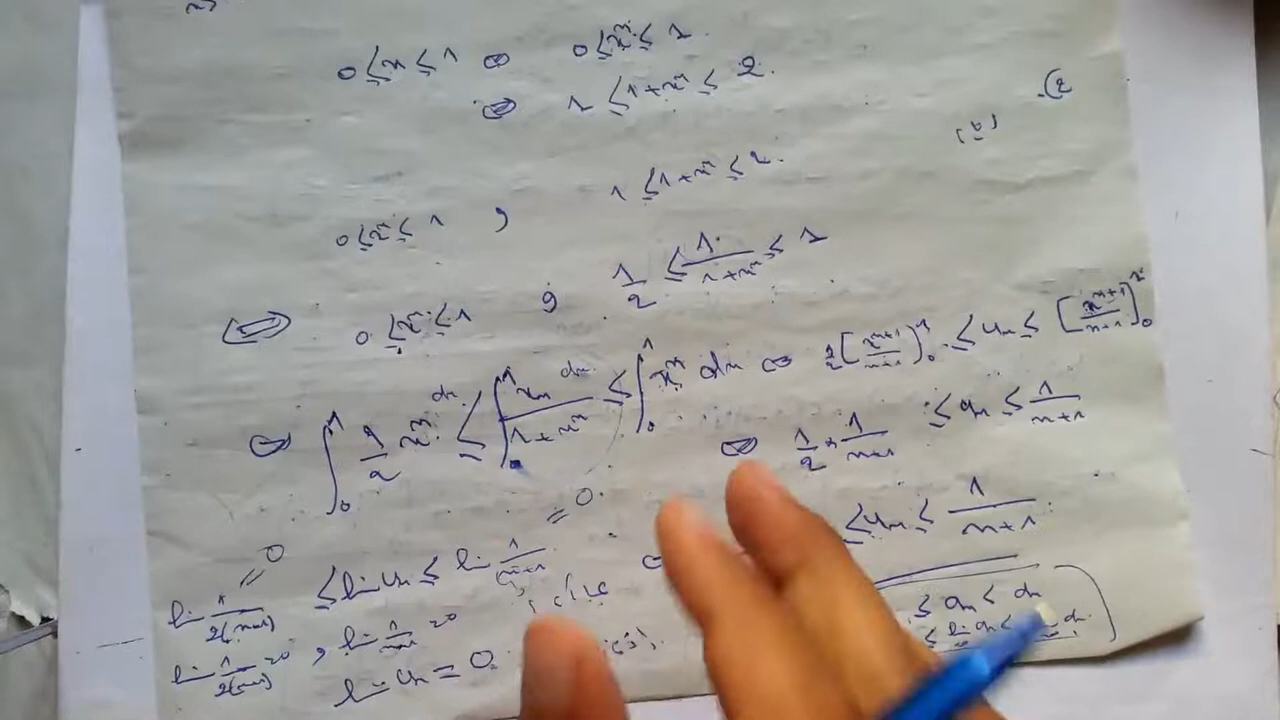 0 ≤ x ≤ 1 ⇔ 0 ≤ xⁿ ≤ 1.
⇔ 1 ≤ 1+xⁿ ≤ 2.
2).
1 ≤ 1+xⁿ ≤ 2.
0 ≤ xⁿ ≤ 1 ,
1/2 ≤ 1/(1+xⁿ) ≤ 1
⇔ 0 ≤ xⁿ ≤ 1 و
⇔ ∫₀¹ 1/2 xⁿ dx ≤ ∫₀¹ xⁿ/(1+xⁿ) dx ≤ ∫₀¹ xⁿ dx ⇔ 1/2 [xⁿ⁺¹/(n+1)]₀¹ ≤ uₙ ≤ [xⁿ⁺¹/(n+1)]₀¹
⇔ 1/2 × 1/(n+1) ≤ uₙ ≤ 1/(n+1)
≤ uₙ ≤ 1/(n+1)
lim 1/(2(n+1)) = 0 ≤ lim uₙ ≤ lim 1/(n+1) = 0.
lim 1/(2(n+1)) = 0 , lim 1/(n+1) = 0
lim uₙ = 0